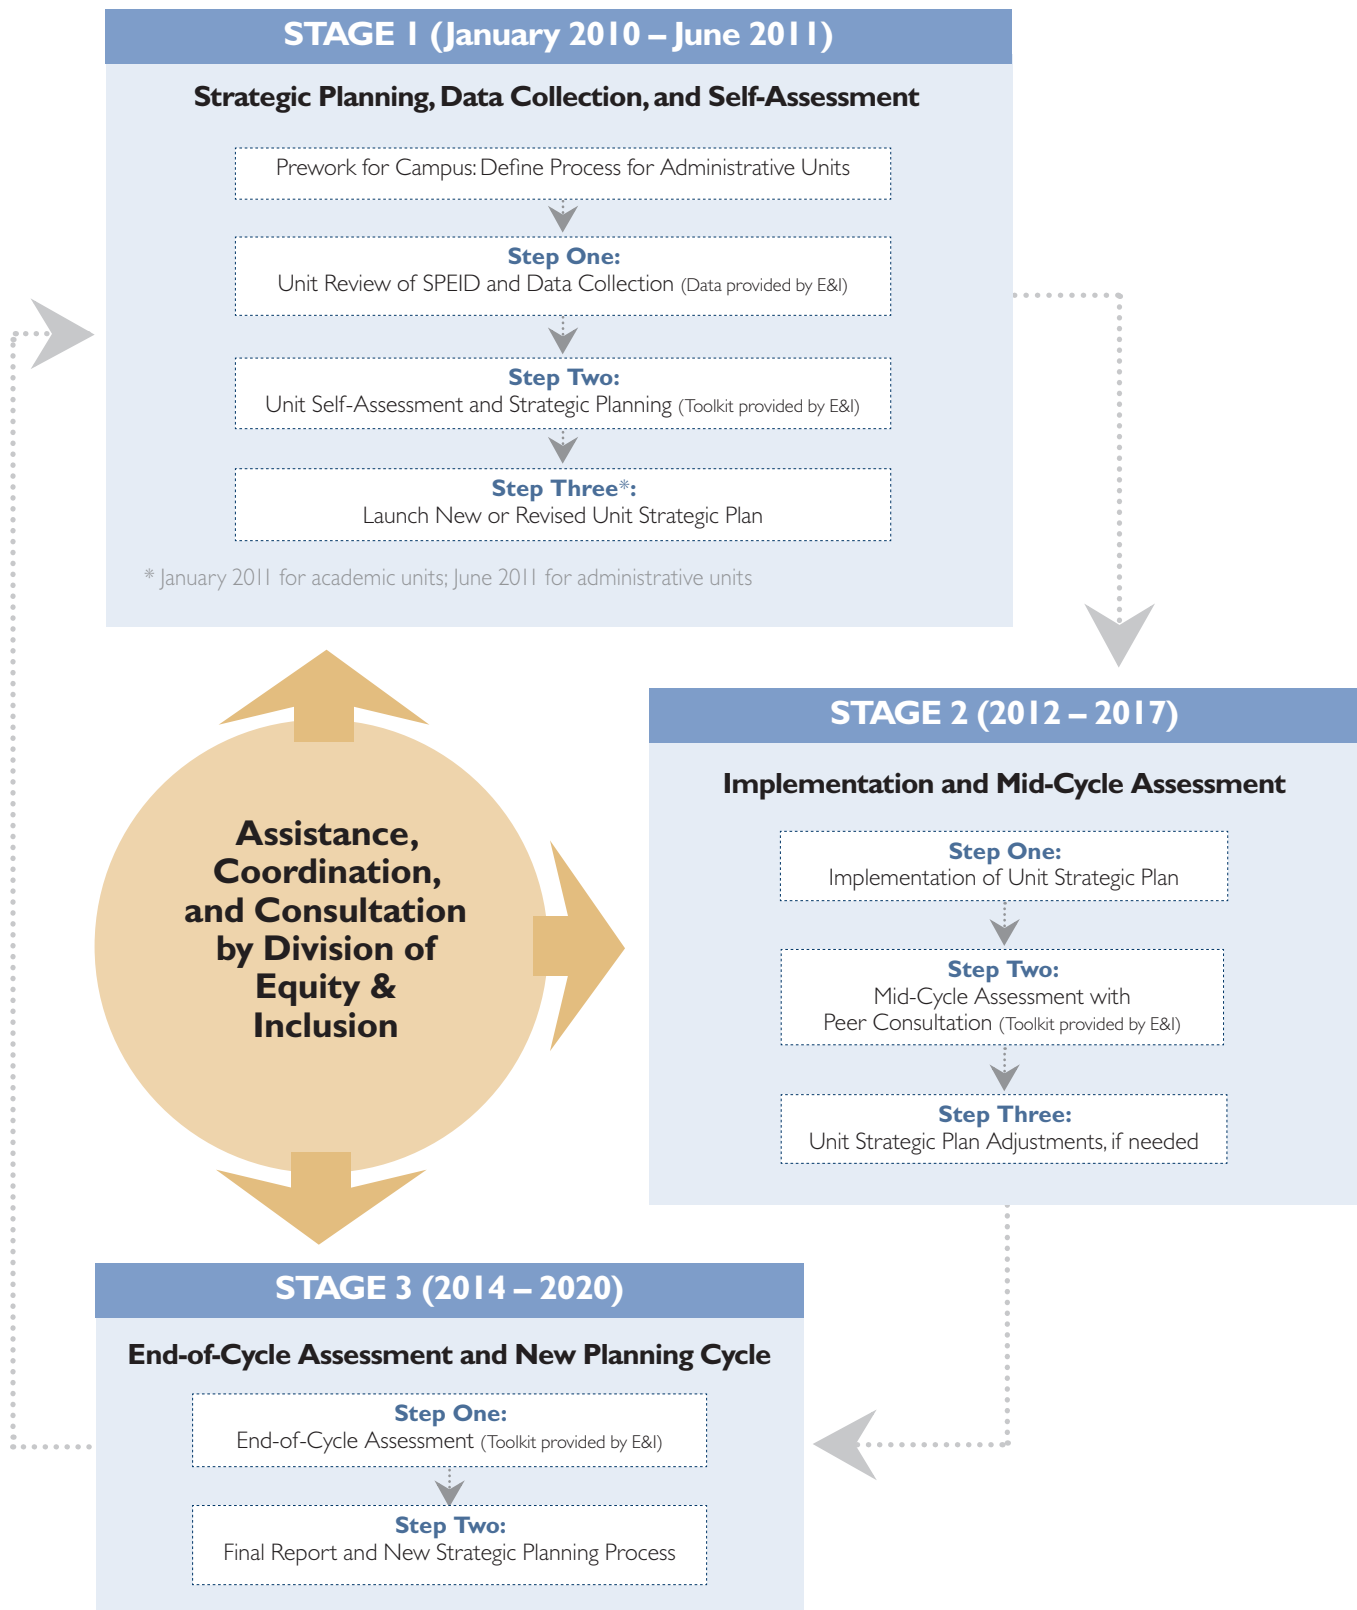 STAGE 1 (January 2010 – June 2011)
Strategic Planning, Data Collection, and Self-Assessment
Prework for Campus: Define Process for Administrative Units
Step One:
Unit Review of SPEID and Data Collection (Data provided by E&I)
Step Two:
Unit Self-Assessment and Strategic Planning (Toolkit provided by E&I)
Step Three*:
Launch New or Revised Unit Strategic Plan
* January 2011 for academic units; June 2011 for administrative units
Assistance,
Coordination,
and Consultation
by Division of
Equity &
Inclusion
STAGE 2 (2012 – 2017)
Implementation and Mid-Cycle Assessment
Step One:
Implementation of Unit Strategic Plan
Step Two:
Mid-Cycle Assessment with
Peer Consultation (Toolkit provided by E&I)
Step Three:
Unit Strategic Plan Adjustments, if needed
STAGE 3 (2014 – 2020)
End-of-Cycle Assessment and New Planning Cycle
Step One:
End-of-Cycle Assessment (Toolkit provided by E&I)
Step Two:
Final Report and New Strategic Planning Process